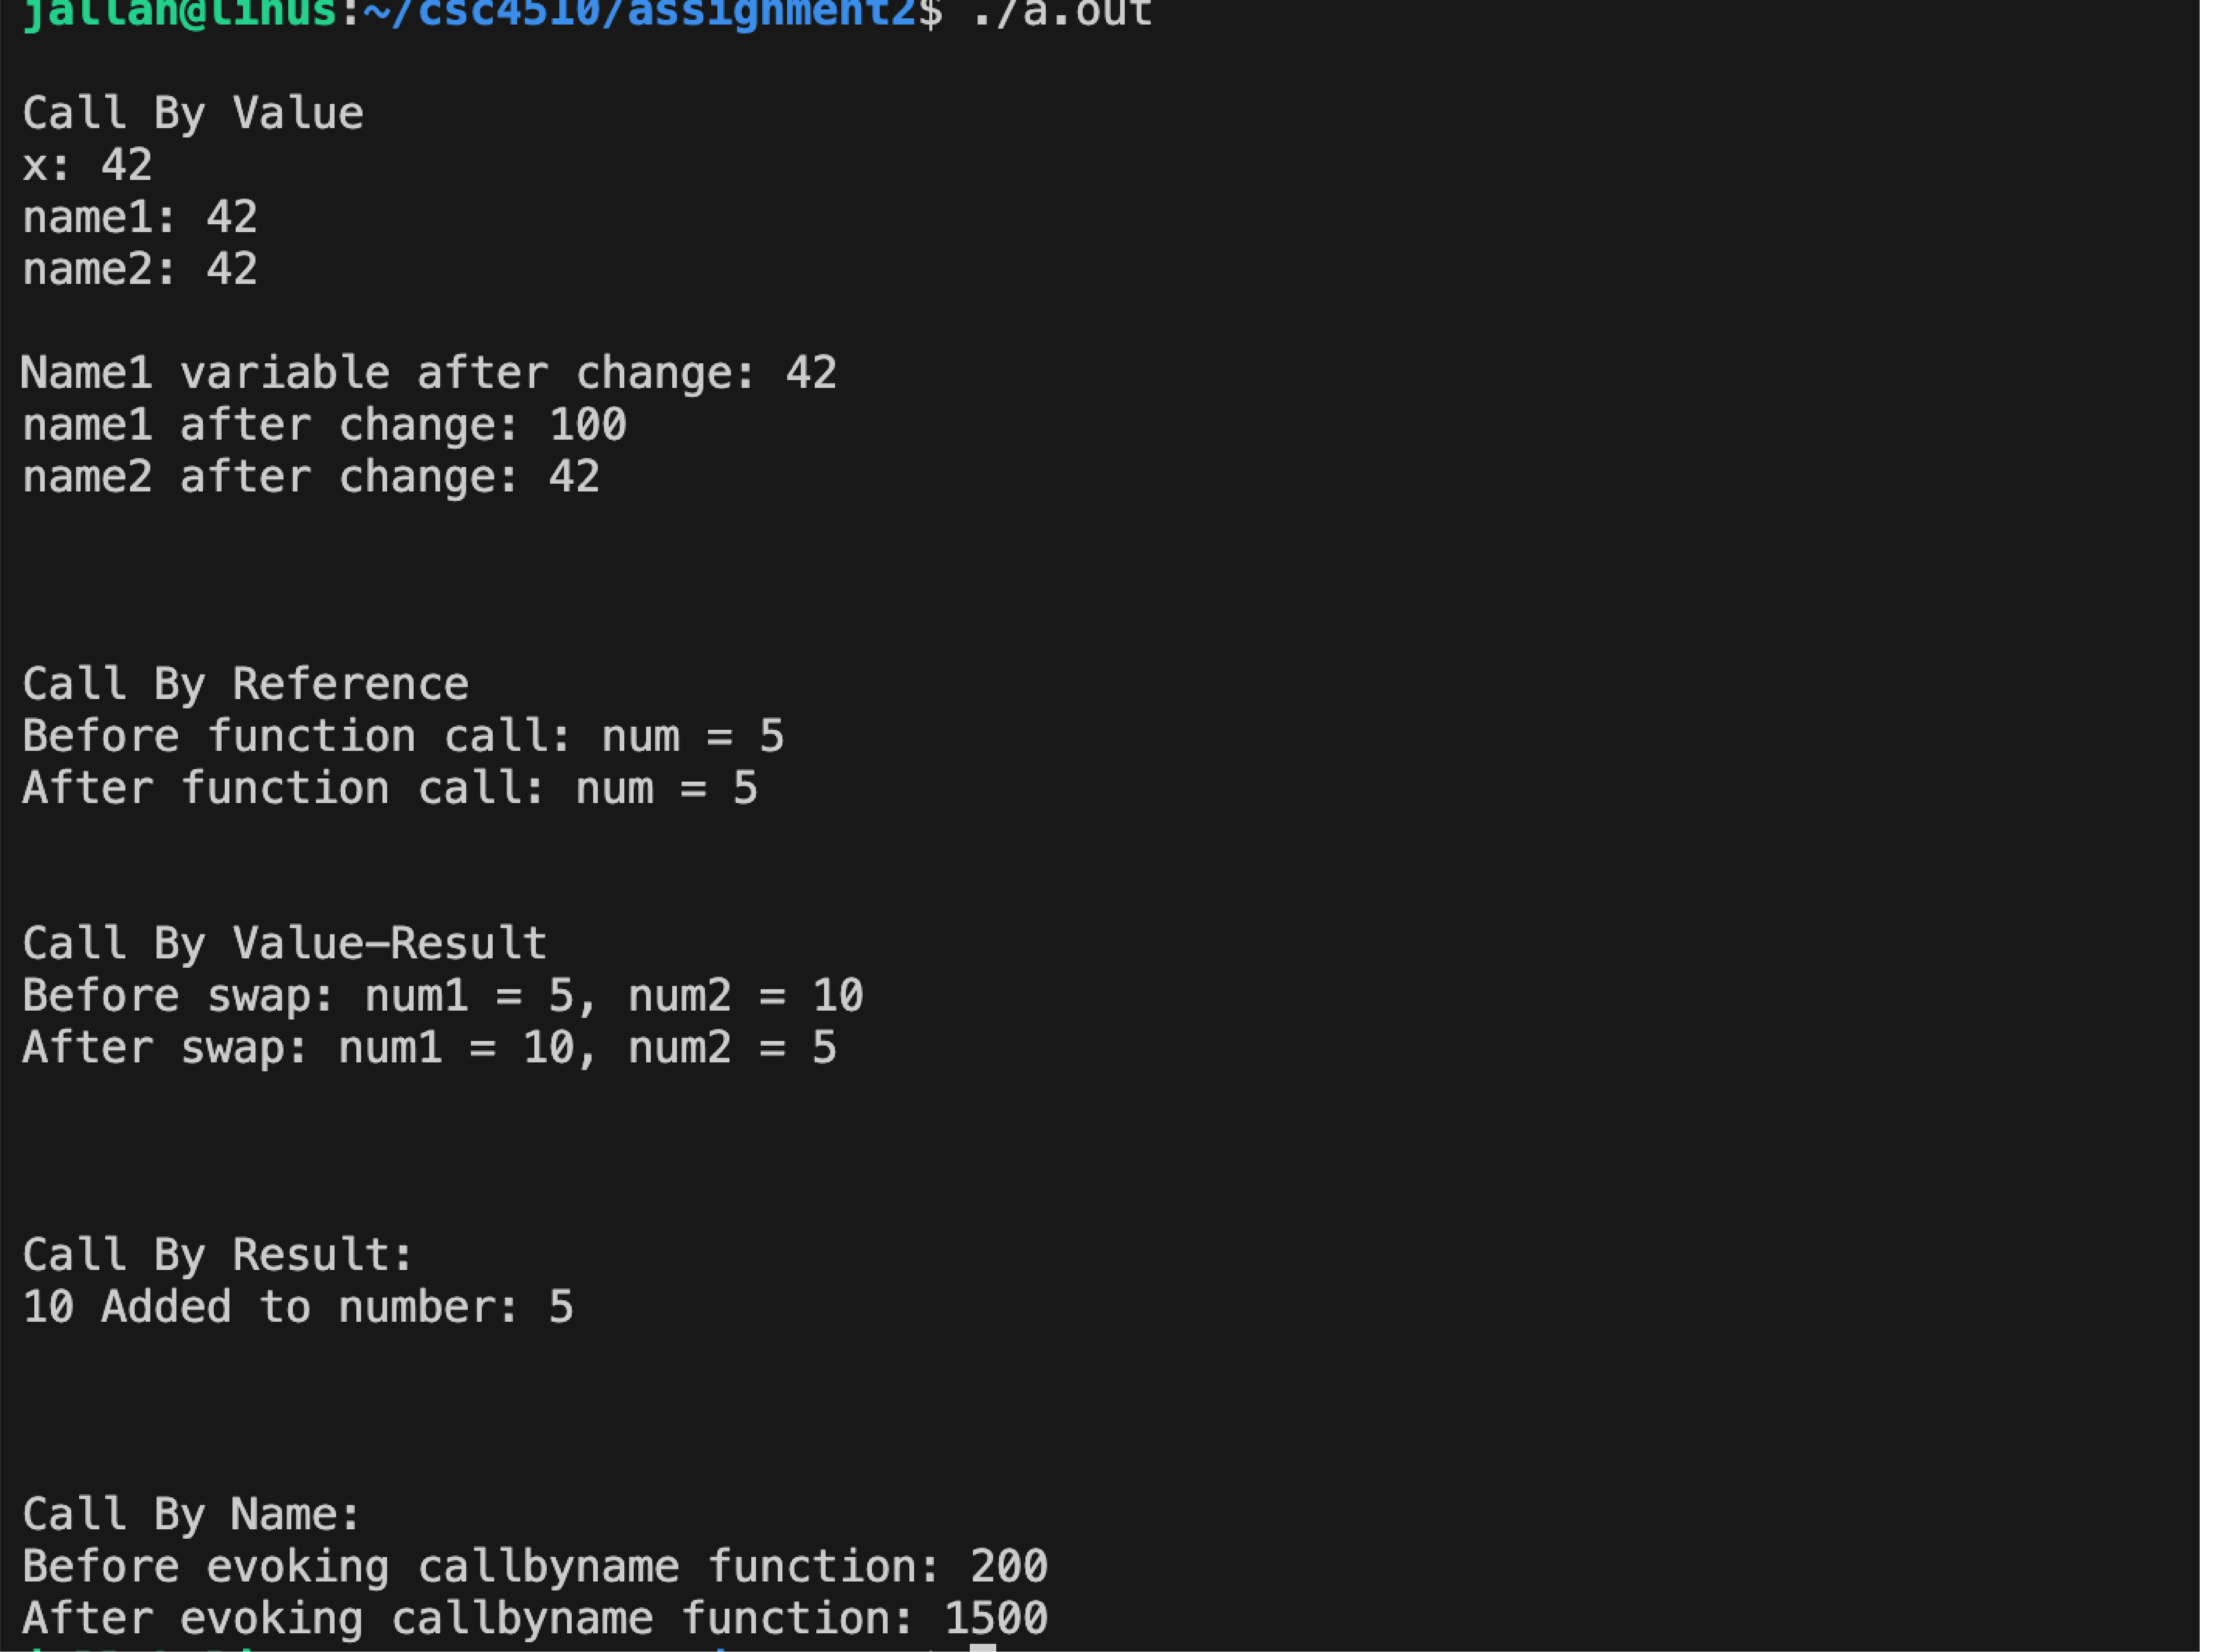 jallan@linus:~/csc4510/assignment2$ ./a.out
Call By Value
x: 42
name1: 42
name2: 42
Name1 variable after change: 42
name1 after change: 100
name2 after change: 42
Call By Reference
Before function call: num = 5
After function call: num = 5
Call By Value–Result
Before swap: num1 = 5, num2 = 10
After swap: num1 = 10, num2 = 5
Call By Result:
10 Added to number: 5
Call By Name:
Before evoking callbyname function: 200
After evoking callbyname function: 1500